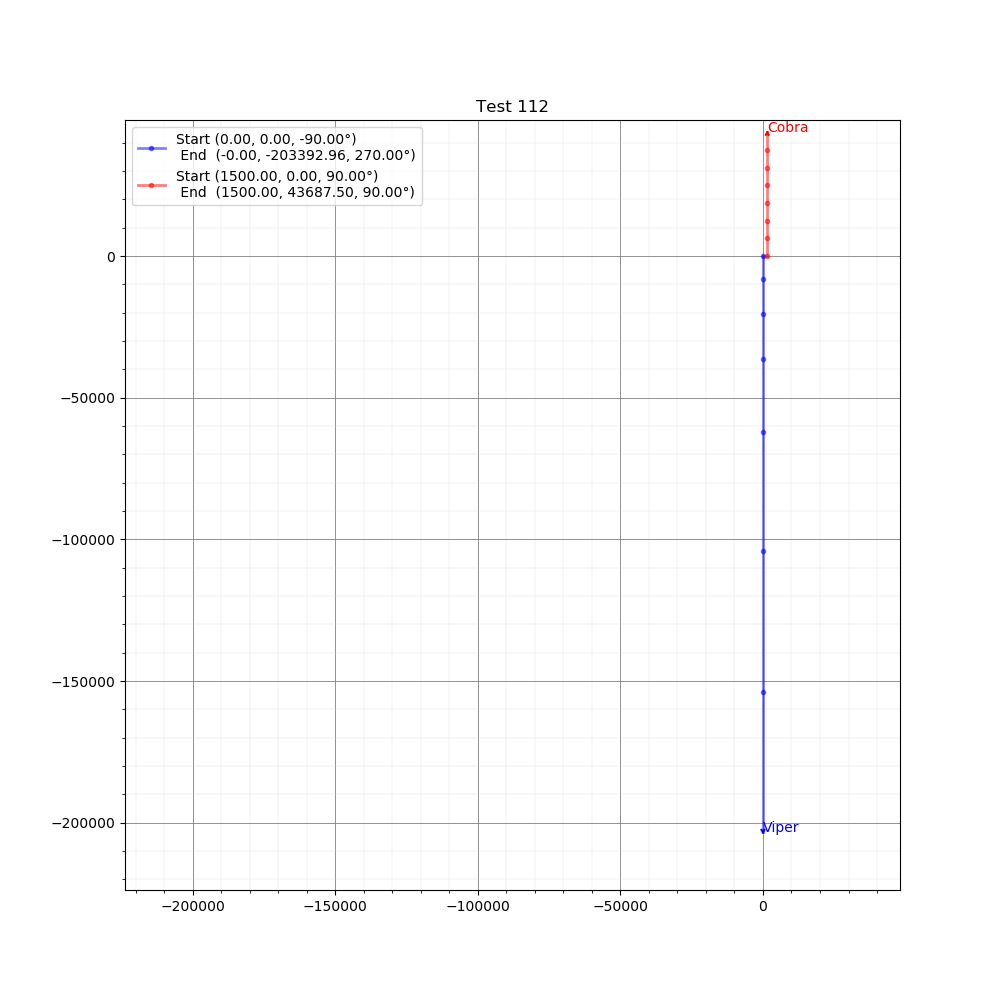 Test 112
Cobra
Start (0.00, 0.00, -90.00°)
End  (-0.00, -203392.96, 270.00°)
Start (1500.00, 0.00, 90.00°)
End  (1500.00, 43687.50, 90.00°)
0
−50000
−100000
−150000
−200000
Viper
−200000
−150000
−100000
−50000
0